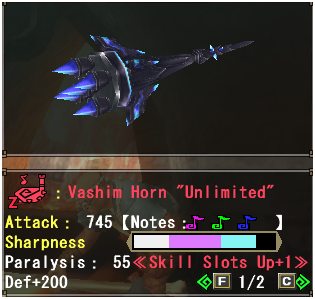 Z : Vashim Horn "Unlimited"
Attack: 745【Notes: 】
Sharpness
Paralysis: 55≪Skill Slots Up+1≫
Def+200 F 1/2 C